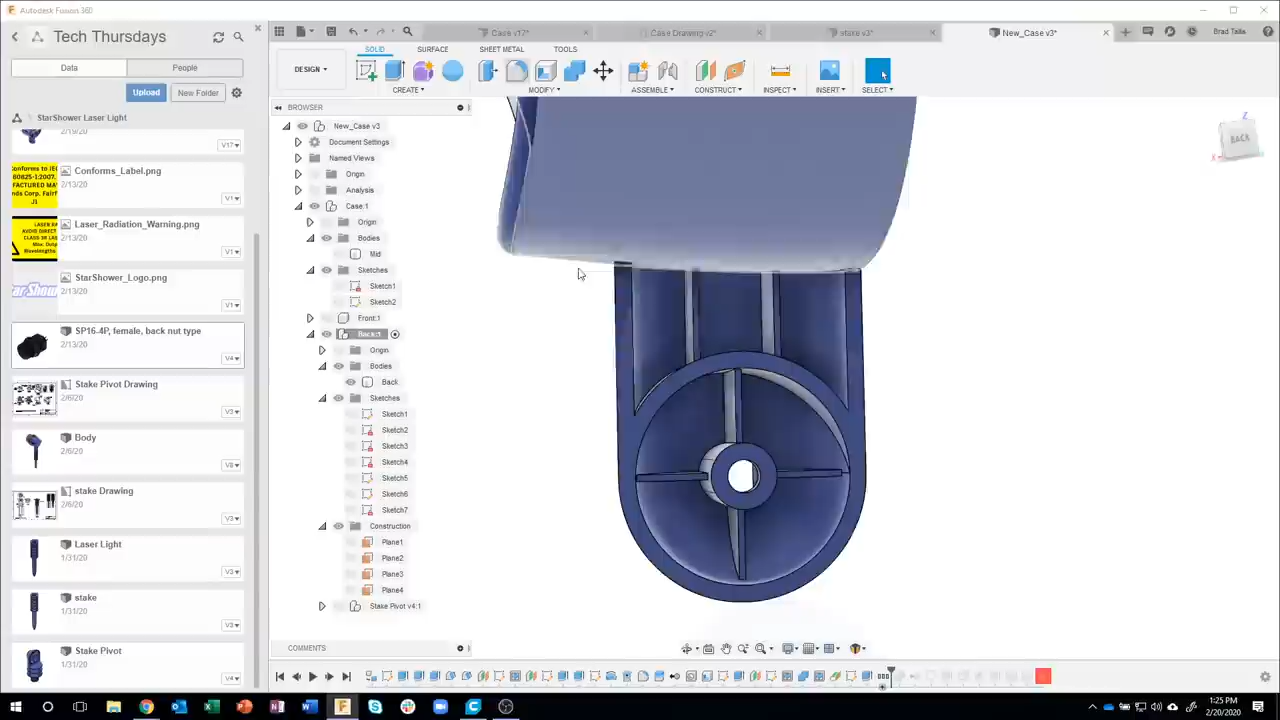 Autodesk Fusion 360
Tech Thursdays
Data People
Upload New Folder
StarShower Laser Light
2/19/20
V17
Conforms_Label.png
2/13/20
V1
Laser_Radiation_Warning.png
2/13/20
V1
StarShower_Logo.png
2/13/20
V1
SP16-4P, female, back nut type
2/13/20
V4
Stake Pivot Drawing
2/6/20
V3
Body
2/6/20
V8
stake Drawing
2/6/20
V3
Laser Light
1/31/20
V3
stake
1/31/20
V3
Stake Pivot
1/31/20
V4
Case v17*
Case Drawing v2*
stake v3*
New_Case v3*
Brad Tallis
SOLID SURFACE SHEET METAL TOOLS
DESIGN
CREATE MODIFY ASSEMBLE CONSTRUCT INSPECT INSERT SELECT
BROWSER
New_Case v3
Document Settings
Named Views
Origin
Analysis
Case:1
Origin
Bodies
Mid
Sketches
Sketch1
Sketch2
Front:1
Back:1
Origin
Bodies
Back
Sketches
Sketch1
Sketch2
Sketch3
Sketch4
Sketch5
Sketch6
Sketch7
Construction
Plane1
Plane2
Plane3
Plane4
Stake Pivot v4:1
COMMENTS
Z
BACK
X
1:25 PM
2/20/2020